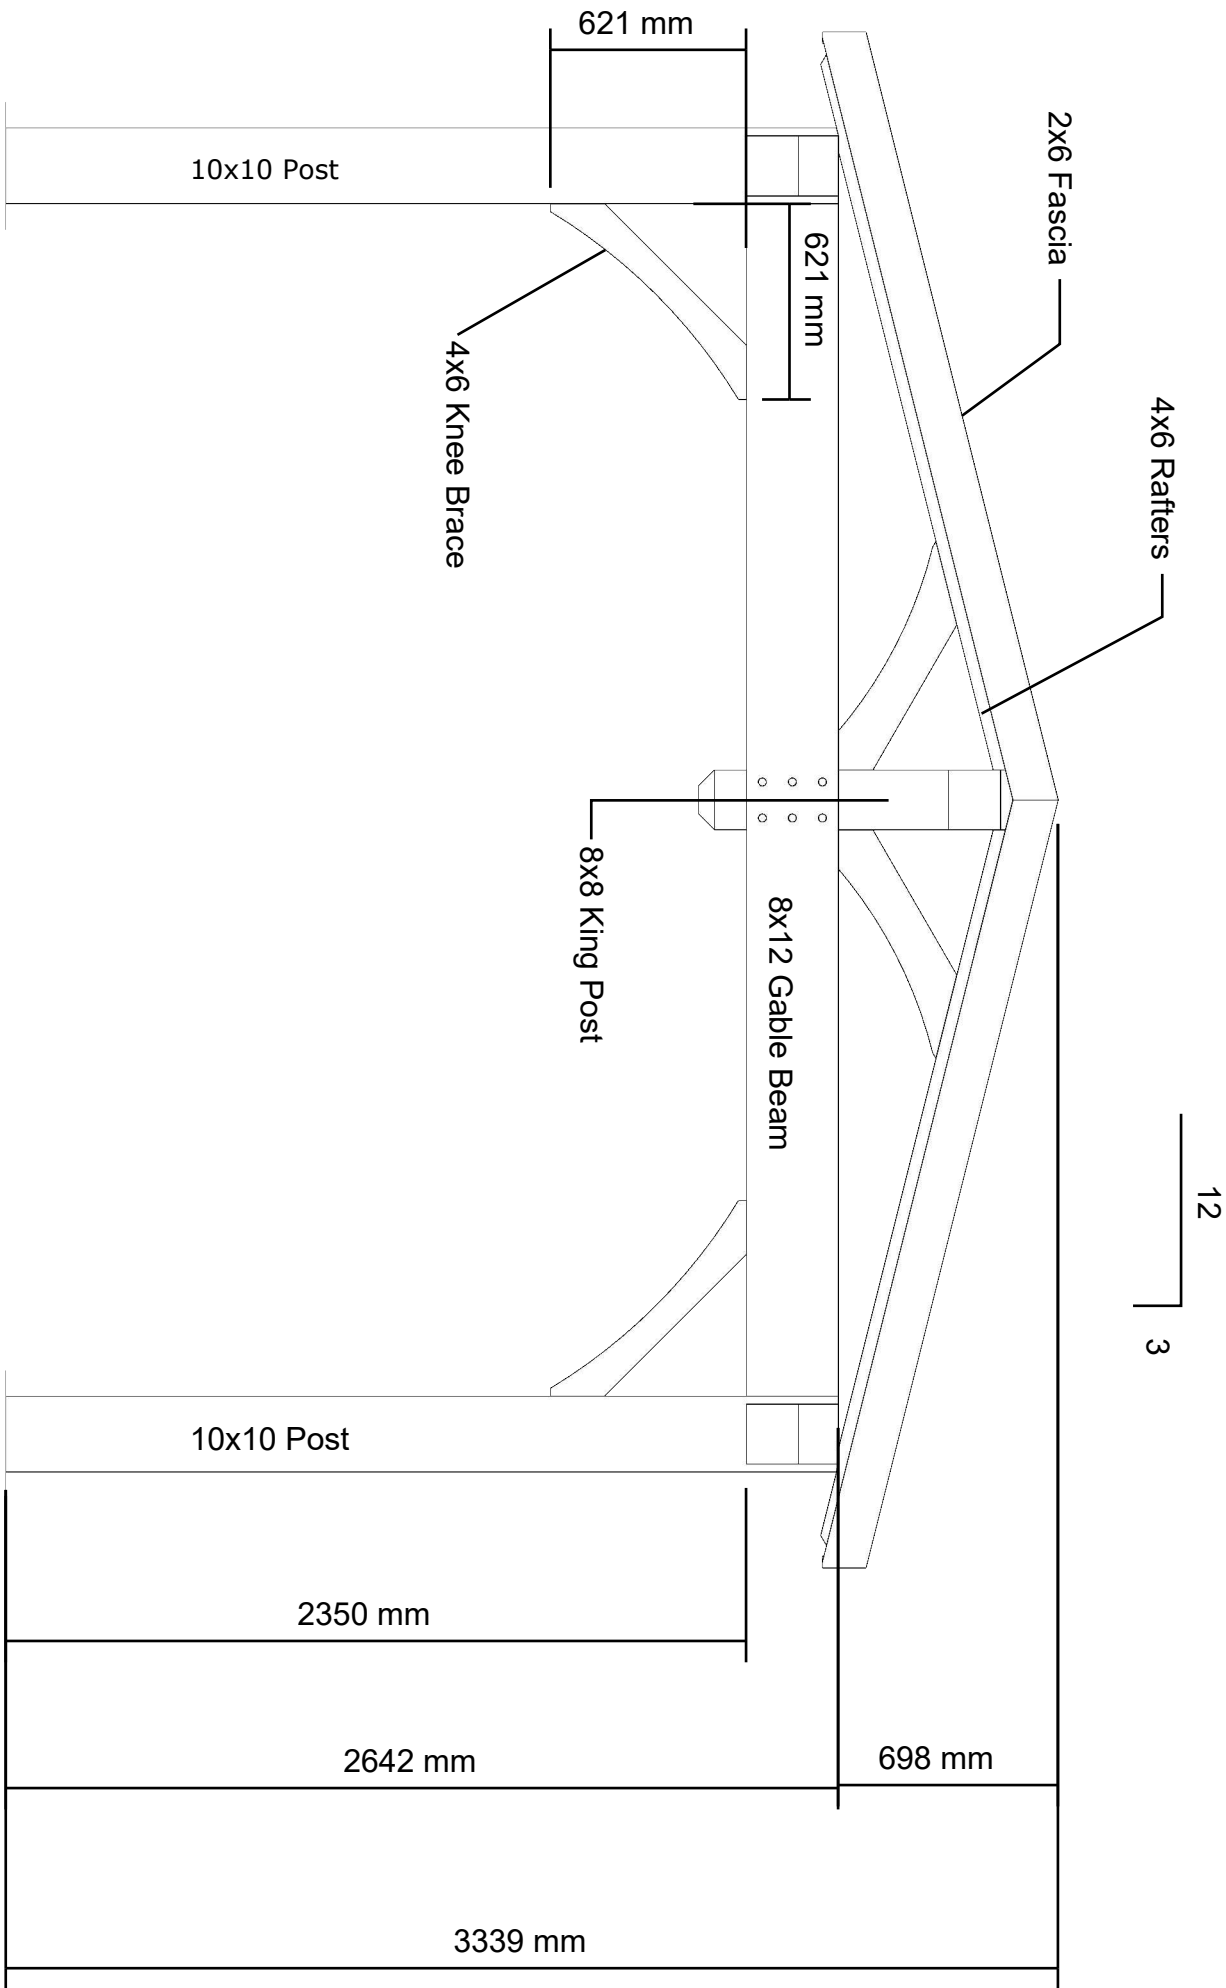 621 mm
10x10 Post
621 mm
2x6 Fascia
4x6 Rafters
4x6 Knee Brace
8x8 King Post
8x12 Gable Beam
12
3
10x10 Post
2350 mm
2642 mm
698 mm
3339 mm